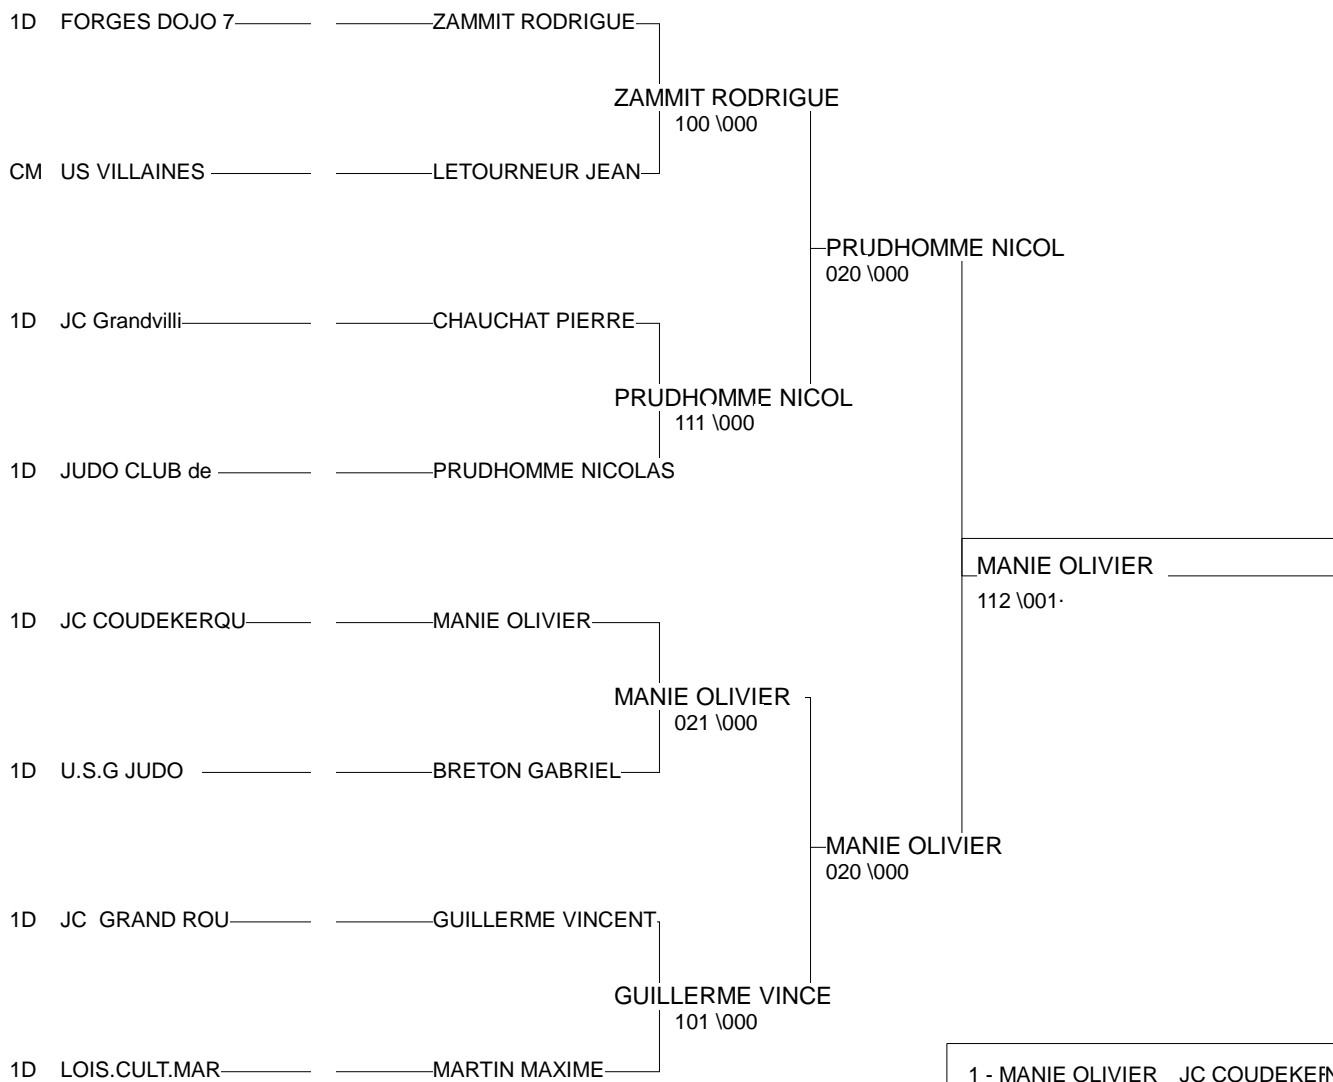 1D FORGES DOJO 7 ZAMMIT RODRIGUE
ZAMMIT RODRIGUE
100 \000
CM US VILLAINES LETOURNEUR JEAN
PRUDHOMME NICOL
020 \000
1D JC Grandvilli CHAUCHAT PIERRE
PRUDHOMME NICOL
111 \000
1D JUDO CLUB de PRUDHOMME NICOLAS
MANIE OLIVIER
112 \001
1D JC COUDEKERQU MANIE OLIVIER
MANIE OLIVIER
021 \000
1D U.S.G JUDO BRETON GABRIEL
MANIE OLIVIER
020 \000
1D JC GRAND ROU GUILLERME VINCENT
GUILLERME VINCE
101 \000
1D LOIS.CULT.MAR MARTIN MAXIME
1 - MANIE OLIVIER JC